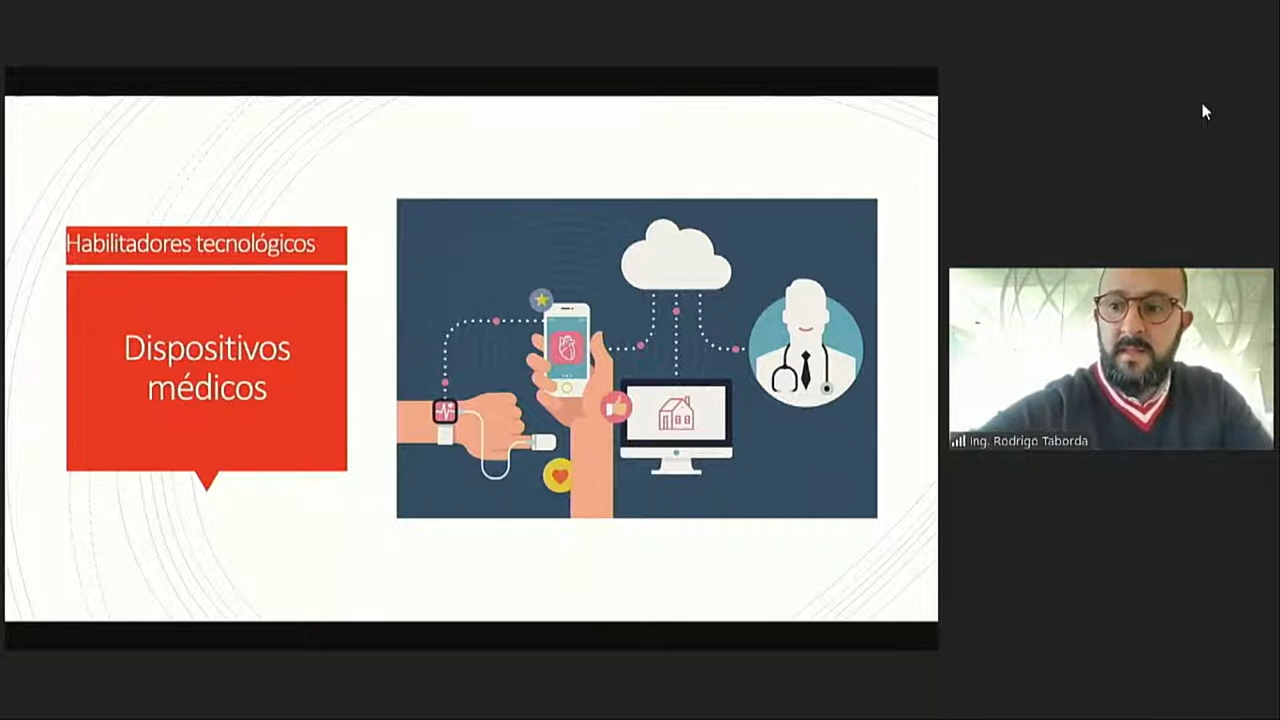 Habilitadores tecnológicos
Dispositivos
médicos
Ing. Rodrigo Taborda